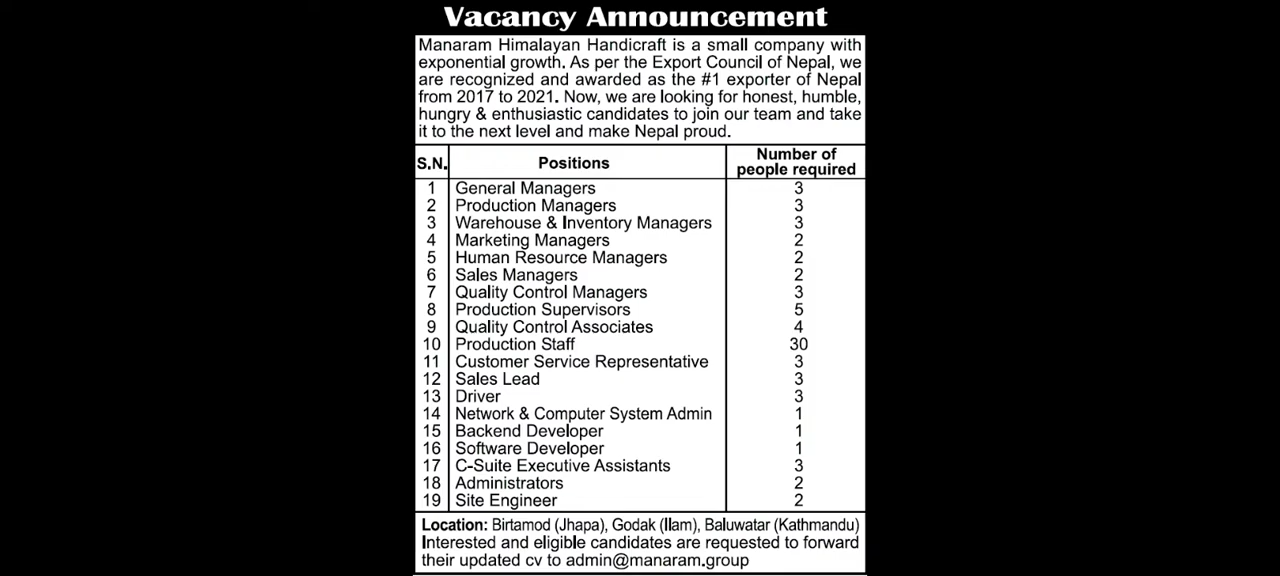 Vacancy Announcement
Manaram Himalayan Handicraft is a small company with
exponential growth. As per the Export Council of Nepal, we
are recognized and awarded as the #1 exporter of Nepal
from 2017 to 2021. Now, we are looking for honest, humble,
hungry & enthusiastic candidates to join our team and take
it to the next level and make Nepal proud.
S.N. Positions Number of people required
1 General Managers 3
2 Production Managers 3
3 Warehouse & Inventory Managers 3
4 Marketing Managers 2
5 Human Resource Managers 2
6 Sales Managers 2
7 Quality Control Managers 3
8 Production Supervisors 5
9 Quality Control Associates 4
10 Production Staff 30
11 Customer Service Representative 3
12 Sales Lead 3
13 Driver 3
14 Network & Computer System Admin 1
15 Backend Developer 1
16 Software Developer 1
17 C-Suite Executive Assistants 3
18 Administrators 2
19 Site Engineer 2
Location: Birtamod (Jhapa), Godak (Ilam), Baluwatar (Kathmandu)
Interested and eligible candidates are requested to forward
their updated cv to admin@manaram.group